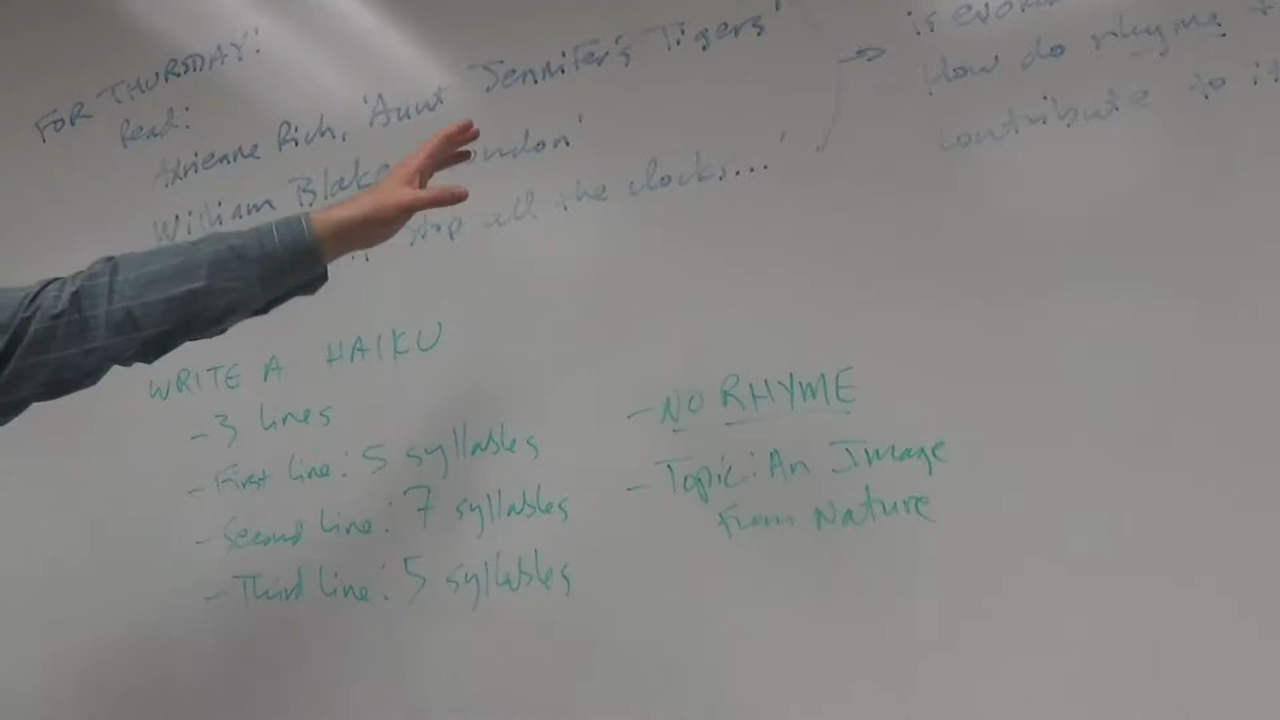 FOR THURSDAY:
Read:
Adrienne Rich, 'Aunt Jennifer's Tigers'
William Blake
stop all the clocks...'
How do rhyme
contribute to
WRITE A HAIKU
- 3 lines
- First line: 5 syllables
- Second line: 7 syllables
- Third line: 5 syllables
- NO RHYME
- Topic: An Image
From Nature